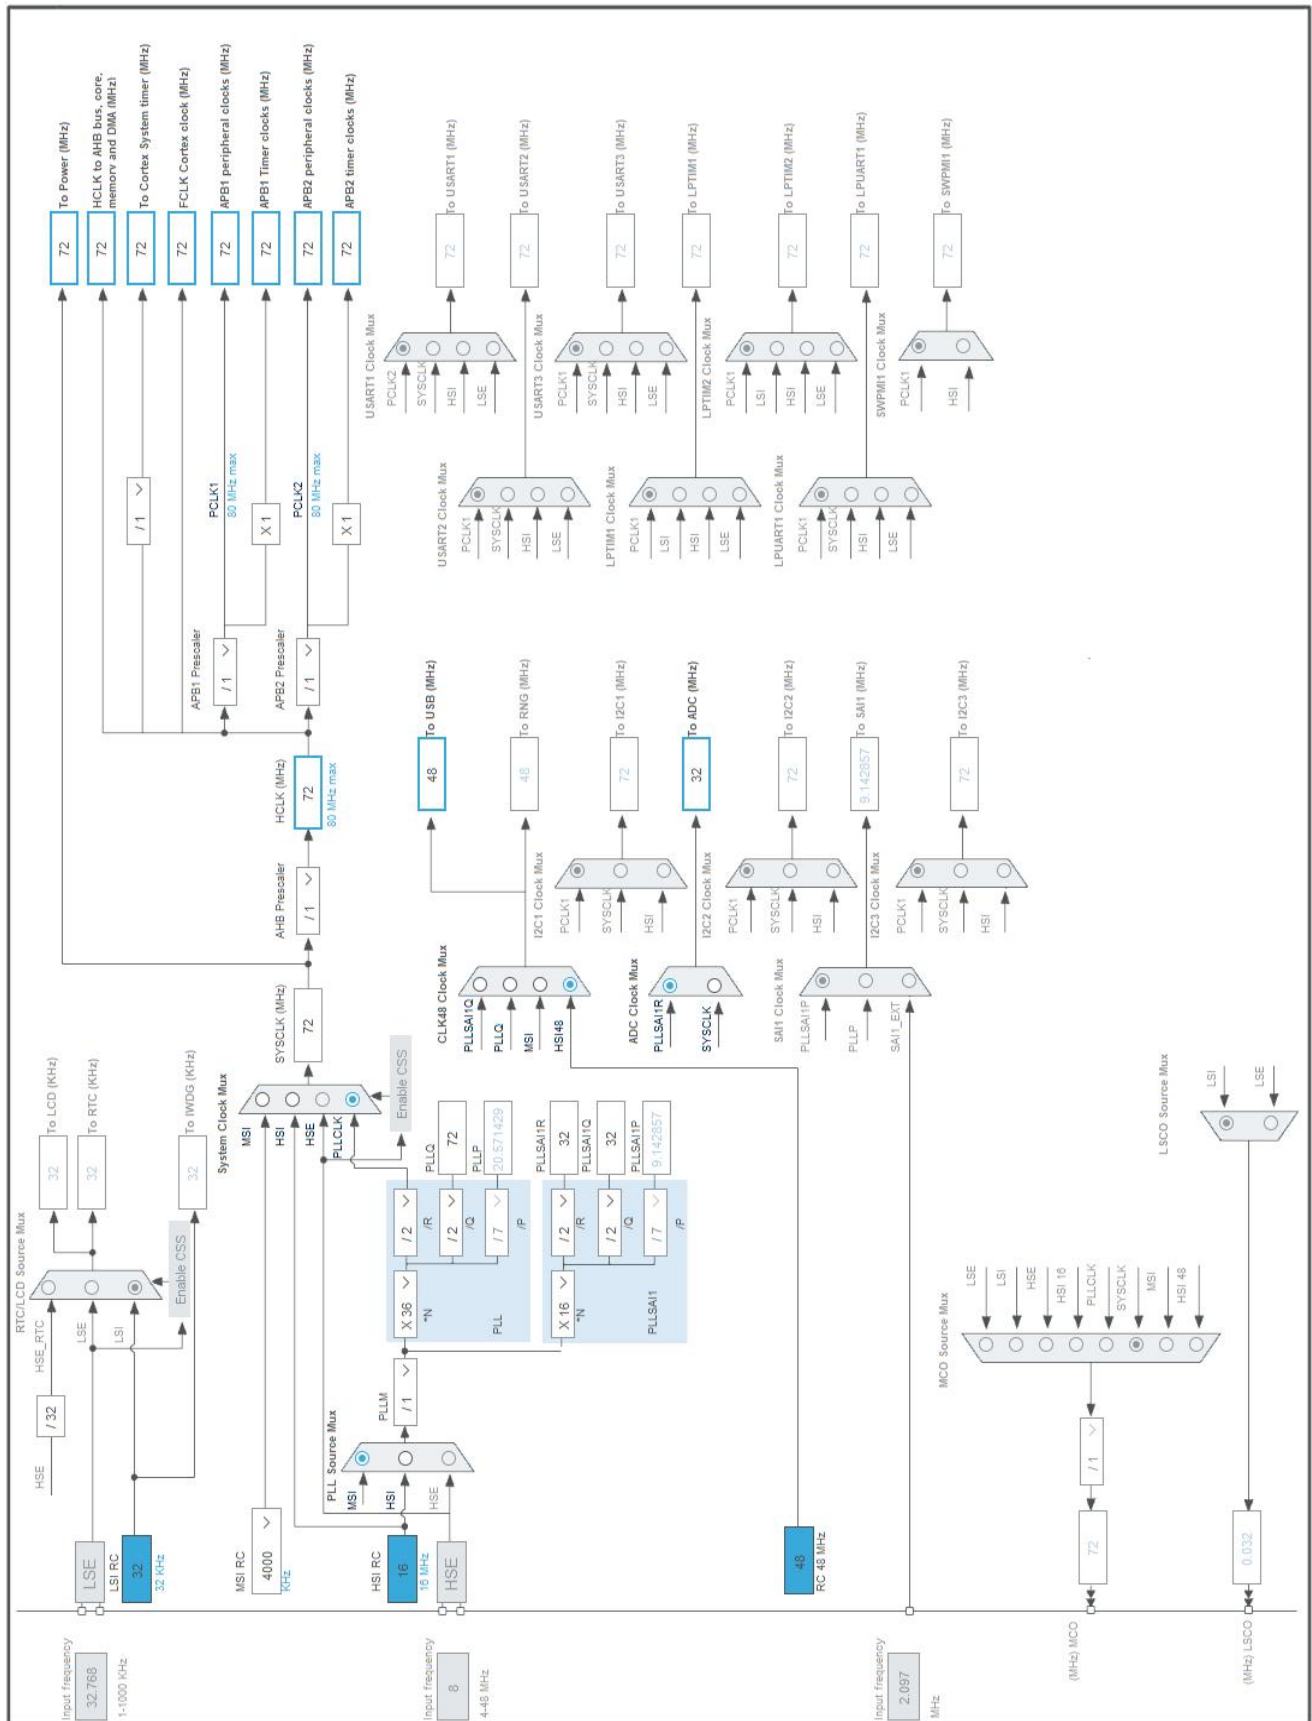 Input frequency
32.768
1-1000 KHz
LSE
LSI RC
32
32 KHz
HSE
/ 32
HSE_RTC
LSE
LSI
RTC/LCD Source Mux
Enable CSS
32
To LCD (KHz)
32
To RTC (KHz)
32
To IWDG (KHz)
MSI RC
4000
KHz
HSI RC
16
16 MHz
Input frequency
8
4-48 MHz
HSE
PLL Source Mux
MSI
HSI
HSE
PLLM
/ 1
X 36
*N
PLL
/ 2
/R
/ 2
/Q
/ 7
/P
PLLQ
72
PLLP
20.571429
X 16
*N
PLLSAI1
/ 2
/R
/ 2
/Q
/ 7
/P
PLLSAI1R
32
PLLSAI1Q
32
PLLSAI1P
9.142857
System Clock Mux
MSI
HSI
HSE
PLLCLK
Enable CSS
SYSCLK (MHz)
72
AHB Prescaler
/ 1
HCLK (MHz)
72
80 MHz max
APB1 Prescaler
/ 1
APB2 Prescaler
/ 1
/ 1
PCLK1
80 MHz max
X 1
PCLK2
80 MHz max
X 1
72
To Power (MHz)
72
HCLK to AHB bus, core,
memory and DMA (MHz)
72
To Cortex System timer (MHz)
72
FCLK Cortex clock (MHz)
72
APB1 peripheral clocks (MHz)
72
APB1 Timer clocks (MHz)
72
APB2 peripheral clocks (MHz)
72
APB2 timer clocks (MHz)
48
RC 48 MHz
CLK48 Clock Mux
PLLSAI1Q
PLLQ
MSI
HSI48
48
To USB (MHz)
48
To RNG (MHz)
I2C1 Clock Mux
PCLK1
SYSCLK
HSI
72
To I2C1 (MHz)
ADC Clock Mux
PLLSAI1R
SYSCLK
32
To ADC (MHz)
I2C2 Clock Mux
PCLK1
SYSCLK
HSI
72
To I2C2 (MHz)
Input frequency
2.097
MHz
SAI1 Clock Mux
PLLSAI1P
PLLP
SAI1_EXT
9.142857
To SAI1 (MHz)
I2C3 Clock Mux
PCLK1
SYSCLK
HSI
72
To I2C3 (MHz)
USART1 Clock Mux
PCLK2
SYSCLK
HSI
LSE
72
To USART1 (MHz)
USART2 Clock Mux
PCLK1
SYSCLK
HSI
LSE
72
To USART2 (MHz)
USART3 Clock Mux
PCLK1
SYSCLK
HSI
LSE
72
To USART3 (MHz)
LPTIM1 Clock Mux
PCLK1
LSI
HSI
LSE
72
To LPTIM1 (MHz)
LPTIM2 Clock Mux
PCLK1
LSI
HSI
LSE
72
To LPTIM2 (MHz)
LPUART1 Clock Mux
PCLK1
SYSCLK
HSI
LSE
72
To LPUART1 (MHz)
SWPMI1 Clock Mux
PCLK1
HSI
72
To SWPMI1 (MHz)
MCO Source Mux
LSE
LSI
HSE
HSI 16
PLLCLK
SYSCLK
MSI
HSI 48
/ 1
72
(MHz) MCO
LSCO Source Mux
LSI
LSE
0.032
(MHz) LSCO